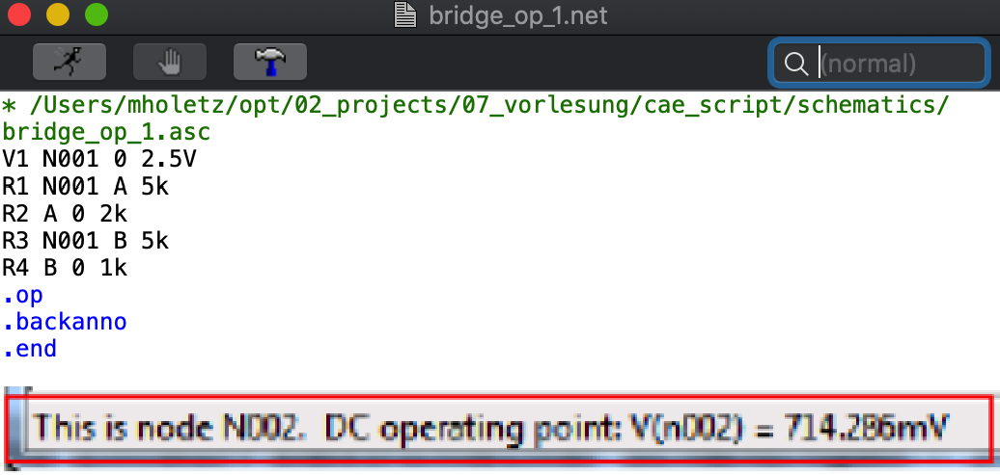 bridge_op_1.net
(normal)
* /Users/mholetz/opt/02_projects/07_vorlesung/cae_script/schematics/
bridge_op_1.asc
V1 N001 0 2.5V
R1 N001 A 5k
R2 A 0 2k
R3 N001 B 5k
R4 B 0 1k
.op
.backanno
.end
This is node N002.  DC operating point: V(n002) = 714.286mV